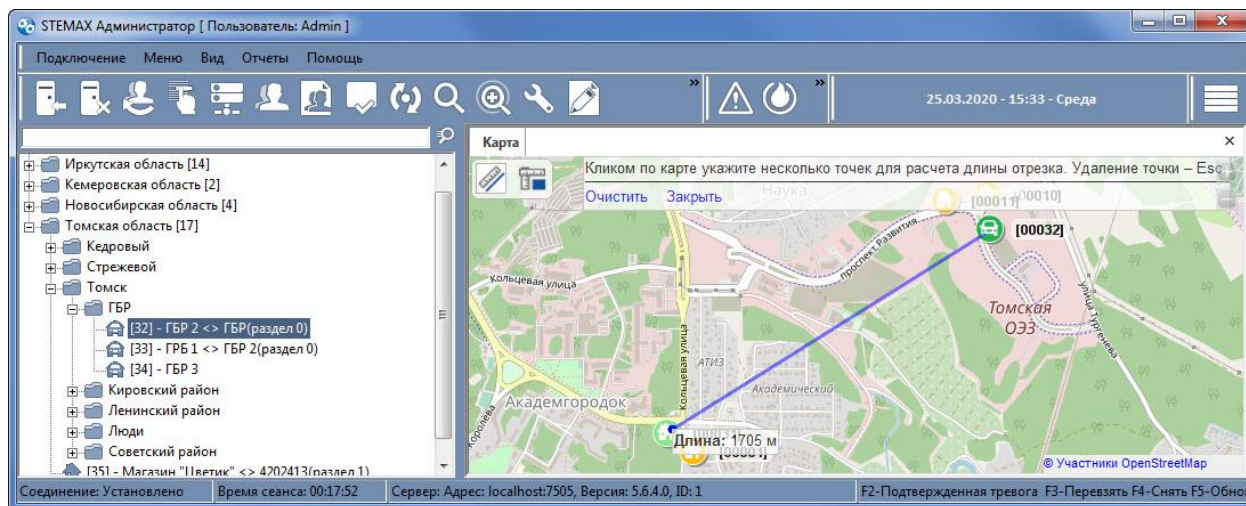 STEMAX Администратор [ Пользователь: Admin ]
Подключение Меню Вид Отчеты Помощь
25.03.2020 - 15:33 - Среда
Иркутская область [14]
Кемеровская область [2]
Новосибирская область [4]
Томская область [17]
Кедровый
Стрежевой
Томск
ГБР
[32] - ГБР 2 <> ГБР(раздел 0)
[33] - ГРБ 1 <> ГБР 2(раздел 0)
[34] - ГБР 3
Кировский район
Ленинский район
Люди
Советский район
[35] - Магазин "Цветик" <> 4202413(раздел 1)
Карта
Кликом по карте укажите несколько точек для расчета длины отрезка. Удаление точки – Esc
Очистить Закрыть
Наука
[00011]
00010]
[00032]
проспект Развития
Кольцевая улица
Томская
ОЭЗ
улица Тургенева
Кольцевая улица
АТИЗ
Академический
Академгородок
Королёва
Длина: 1705 м
© Участники OpenStreetMap
Соединение: Установлено Время сеанса: 00:17:52 Сервер: Адрес: localhost:7505, Версия: 5.6.4.0, ID: 1 F2-Подтвержденная тревога F3-Перевзять F4-Снять F5-Обно